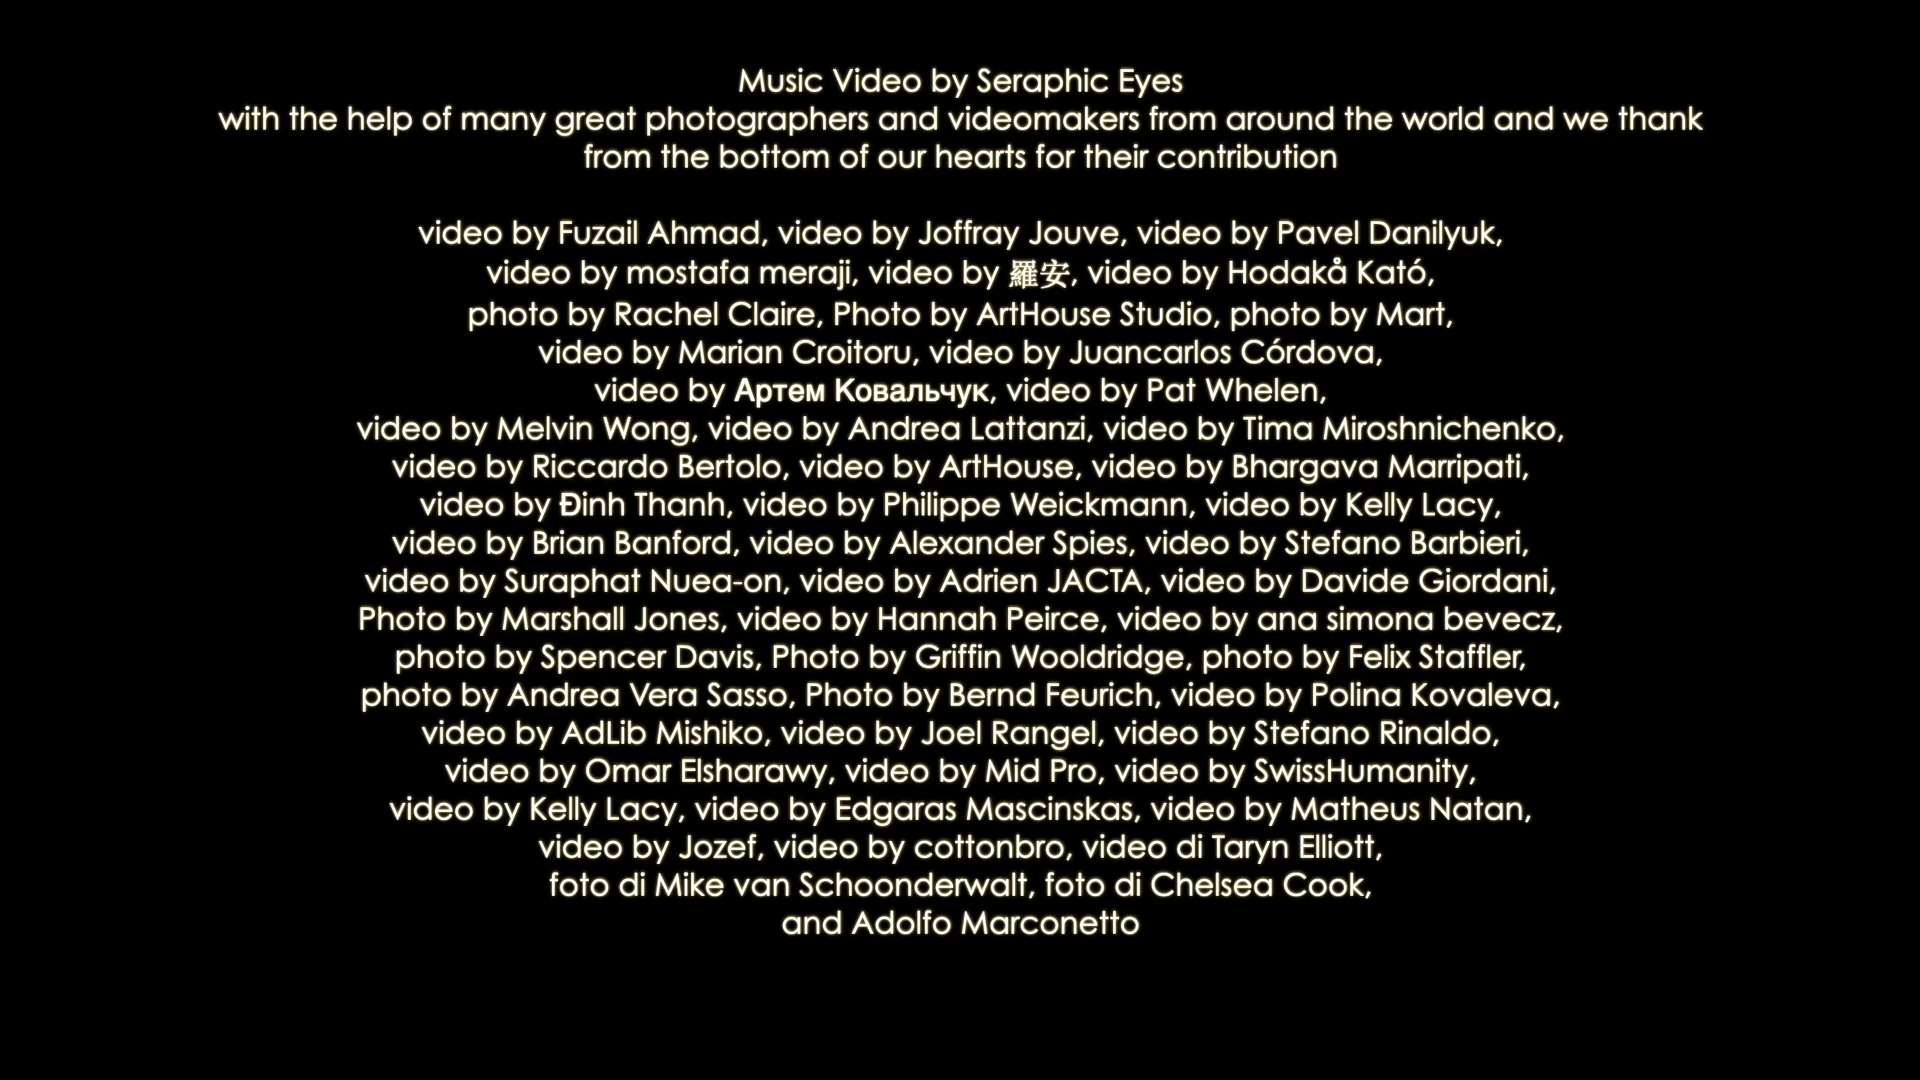 Music Video by Seraphic Eyes
with the help of many great photographers and videomakers from around the world and we thank
from the bottom of our hearts for their contribution
video by Fuzail Ahmad, video by Joffray Jouve, video by Pavel Danilyuk,
video by mostafa meraji, video by 羅安, video by Hodakå Kató,
photo by Rachel Claire, Photo by ArtHouse Studio, photo by Mart,
video by Marian Croitoru, video by Juancarlos Córdova,
video by Артем Ковальчук, video by Pat Whelen,
video by Melvin Wong, video by Andrea Lattanzi, video by Tima Miroshnichenko,
video by Riccardo Bertolo, video by ArtHouse, video by Bhargava Marripati,
video by Đinh Thanh, video by Philippe Weickmann, video by Kelly Lacy,
video by Brian Banford, video by Alexander Spies, video by Stefano Barbieri,
video by Suraphat Nuea-on, video by Adrien JACTA, video by Davide Giordani,
Photo by Marshall Jones, video by Hannah Peirce, video by ana simona bevecz,
photo by Spencer Davis, Photo by Griffin Wooldridge, photo by Felix Staffler,
photo by Andrea Vera Sasso, Photo by Bernd Feurich, video by Polina Kovaleva,
video by AdLib Mishiko, video by Joel Rangel, video by Stefano Rinaldo,
video by Omar Elsharawy, video by Mid Pro, video by SwissHumanity,
video by Kelly Lacy, video by Edgaras Mascinskas, video by Matheus Natan,
video by Jozef, video by cottonbro, video di Taryn Elliott,
foto di Mike van Schoonderwalt, foto di Chelsea Cook,
and Adolfo Marconetto